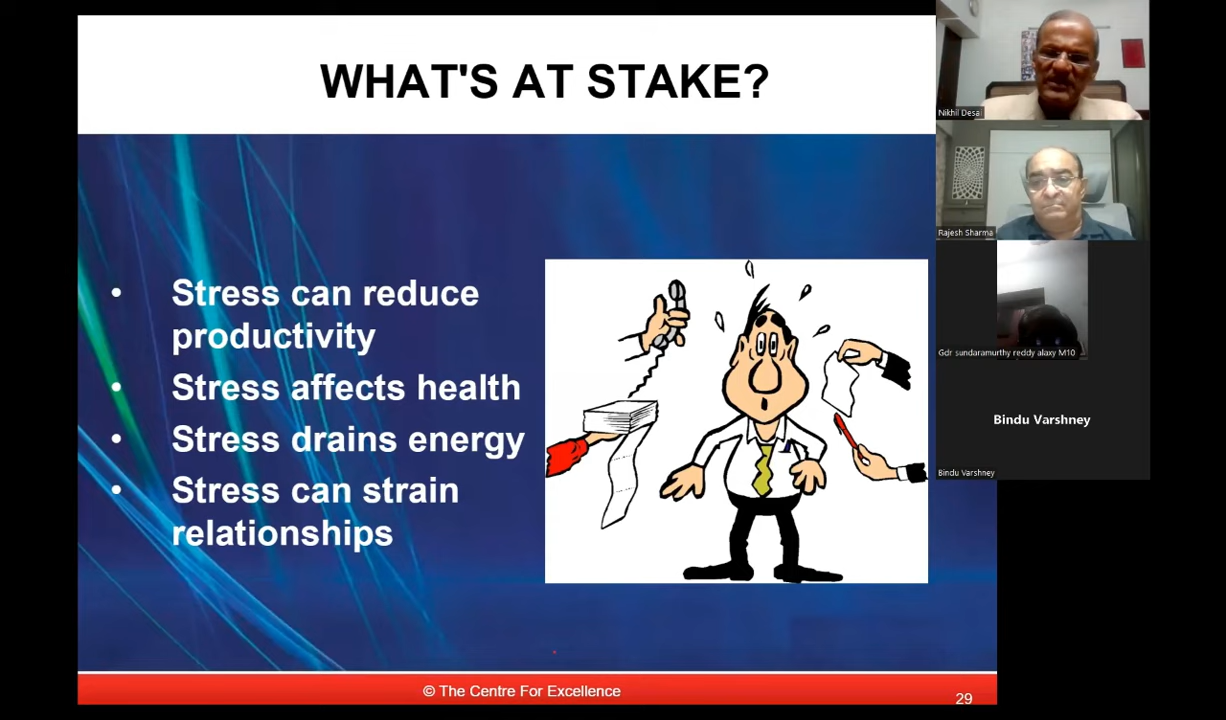 WHAT'S AT STAKE?
• Stress can reduce
productivity
• Stress affects health
• Stress drains energy
• Stress can strain
relationships
© The Centre For Excellence
29
Nikhil Desai
Rajesh Sharma
Gdr sundaramurthy reddy alaxy M10
Bindu Varshney
Bindu Varshney